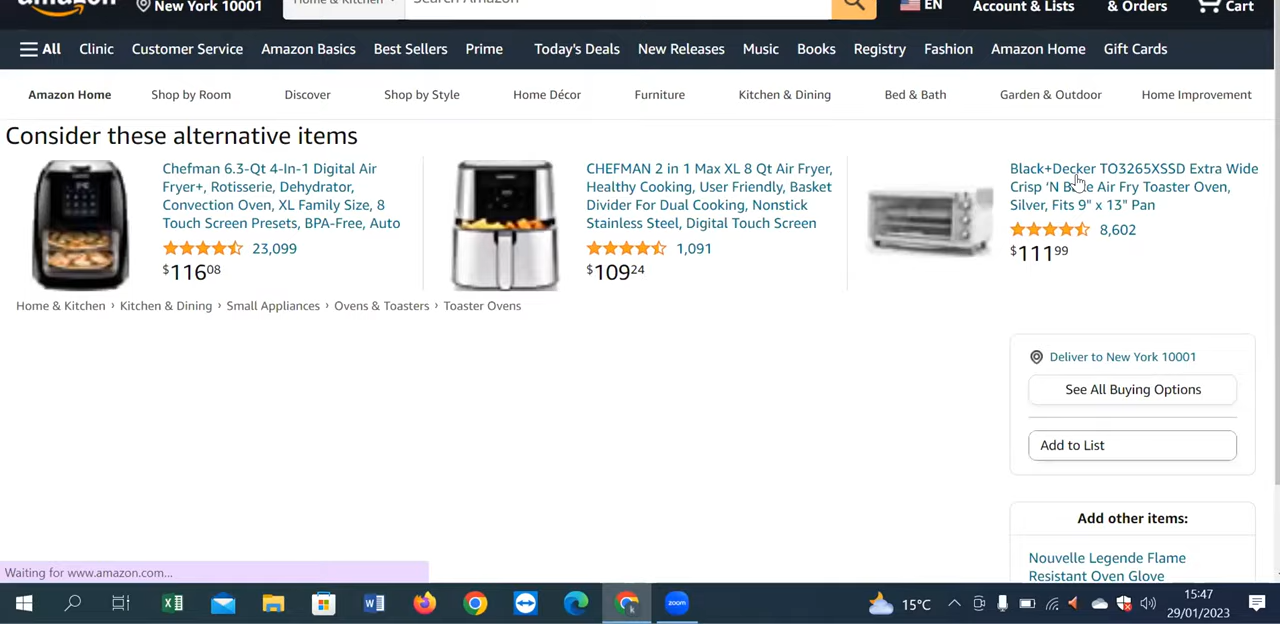 amazon
New York 10001
Home & Kitchen
Search Amazon
EN
Account & Lists
& Orders
Cart
All
Clinic
Customer Service
Amazon Basics
Best Sellers
Prime
Today's Deals
New Releases
Music
Books
Registry
Fashion
Amazon Home
Gift Cards
Amazon Home
Shop by Room
Discover
Shop by Style
Home Décor
Furniture
Kitchen & Dining
Bed & Bath
Garden & Outdoor
Home Improvement
Consider these alternative items
Chefman 6.3-Qt 4-In-1 Digital Air
Fryer+, Rotisserie, Dehydrator,
Convection Oven, XL Family Size, 8
Touch Screen Presets, BPA-Free, Auto
23,099
$11608
CHEFMAN 2 in 1 Max XL 8 Qt Air Fryer,
Healthy Cooking, User Friendly, Basket
Divider For Dual Cooking, Nonstick
Stainless Steel, Digital Touch Screen
1,091
$10924
Black+Decker TO3265XSSD Extra Wide
Crisp ‘N Bake Air Fry Toaster Oven,
Silver, Fits 9" x 13" Pan
8,602
$11199
Home & Kitchen › Kitchen & Dining › Small Appliances › Ovens & Toasters › Toaster Ovens
Deliver to New York 10001
See All Buying Options
Add to List
Add other items:
Nouvelle Legende Flame
Resistant Oven Glove
Waiting for www.amazon.com...
zoom
15°C
15:47
29/01/2023